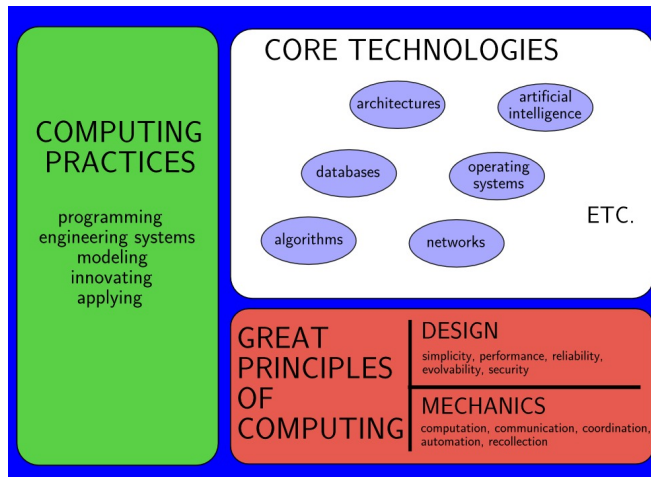 COMPUTING
PRACTICES
programming
engineering systems
modeling
innovating
applying
CORE TECHNOLOGIES
architectures
artificial
intelligence
databases
operating
systems
ETC.
algorithms
networks
GREAT
PRINCIPLES
OF
COMPUTING
DESIGN
simplicity, performance, reliability,
evolvability, security
MECHANICS
computation, communication, coordination,
automation, recollection